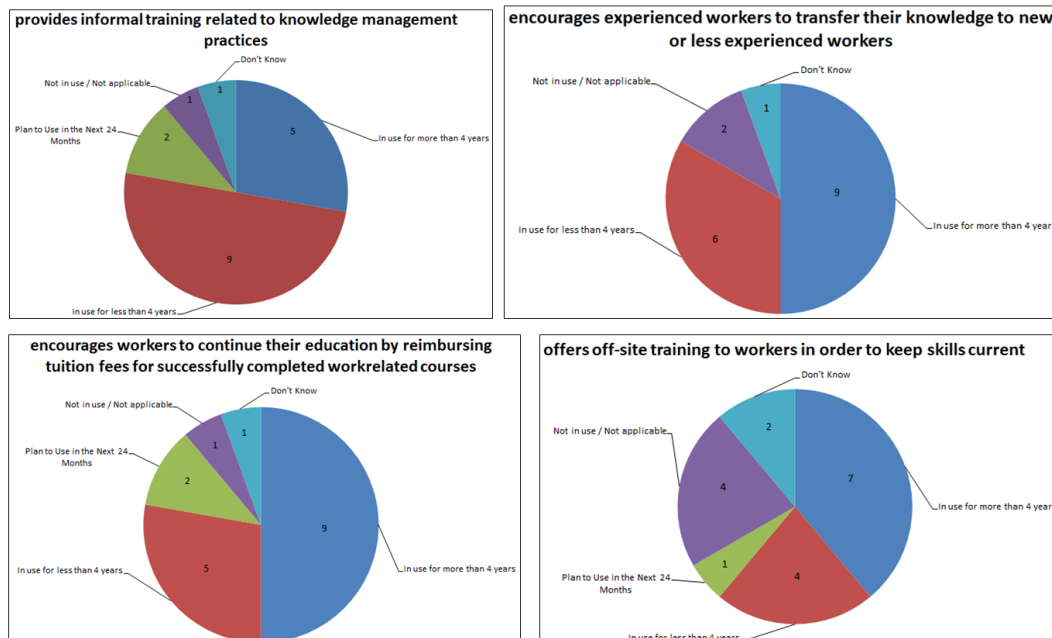 provides informal training related to knowledge management
practices
Don't Know
1
Not in use / Not applicable
1
Plan to Use in the Next 24
Months
2
5
In use for more than 4 years
9
In use for less than 4 years
encourages experienced workers to transfer their knowledge to new
or less experienced workers
Don't Know
1
Not in use / Not applicable
2
9
In use for less than 4 years
6
In use for more than 4 year
encourages workers to continue their education by reimbursing
tuition fees for successfully completed workrelated courses
Don't Know
1
Not in use / Not applicable
1
Plan to Use in the Next 24
Months
2
9
In use for less than 4 years
5
In use for more than 4 years
offers off-site training to workers in order to keep skills current
Don't Know
2
Not in use / Not applicable
7
4
In use for more than 4 year
Plan to Use in the Next 24
Months
1
4
In use for less than 4 years